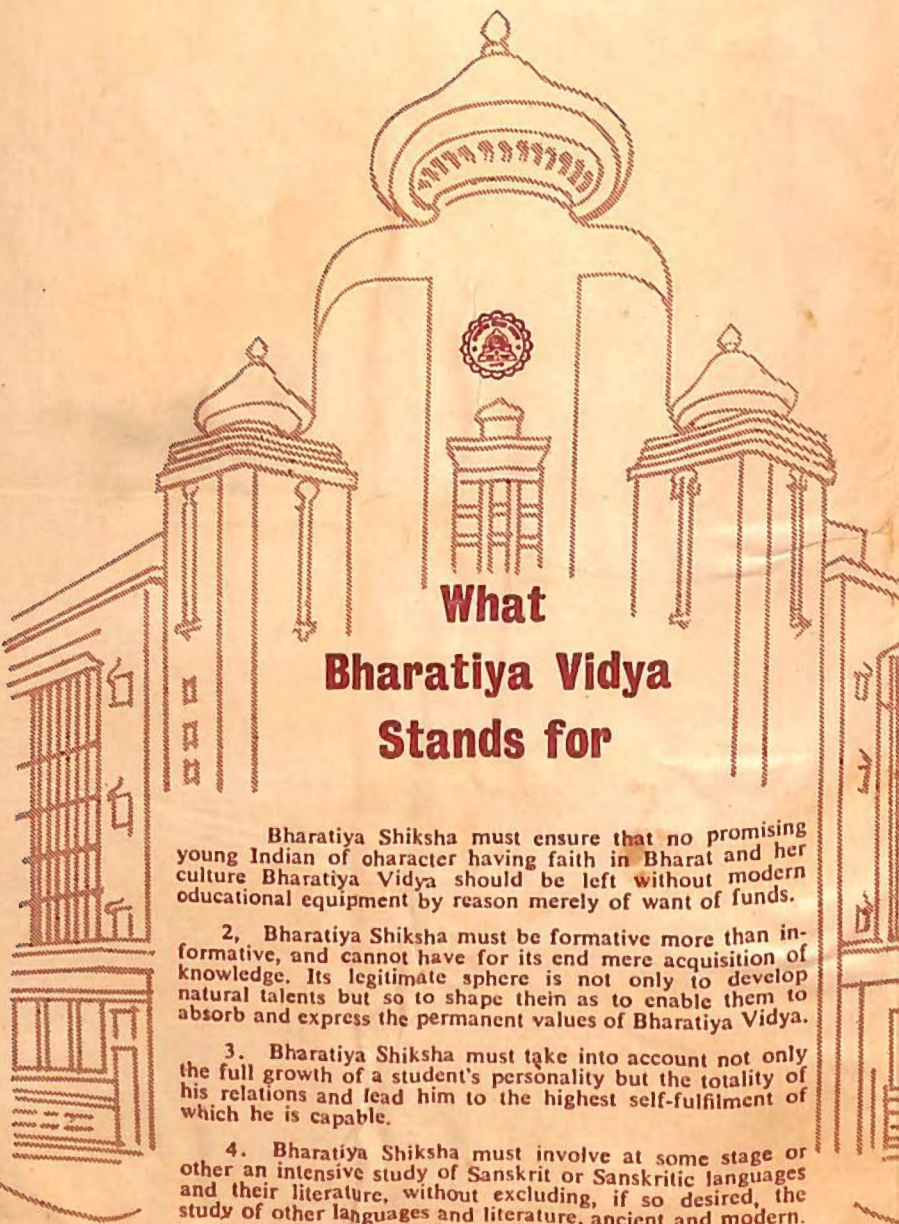 What
Bharatiya Vidya
Stands for
Bharatiya Shiksha must ensure that no promising
young Indian of oharacter having faith in Bharat and her
culture Bharatiya Vidya should be left without modern
oducational equipment by reason merely of want of funds.
2, Bharatiya Shiksha must be formative more than in-
formative, and cannot have for its end mere acquisition of
knowledge. Its legitimate sphere is not only to develop
natural talents but so to shape thein as to enable them to
absorb and express the permanent values of Bharatiya Vidya.
3. Bharatiya Shiksha must take into account not only
the full growth of a student's personality but the totality of
his relations and lead him to the highest self-fulfilment of
which he is capable.
4. Bharatiya Shiksha must involve at some stage or
other an intensive study of Sanskrit or Sanskritic languages
and their literature, without excluding, if so desired, the
study of other languages and literature, ancient and modern.